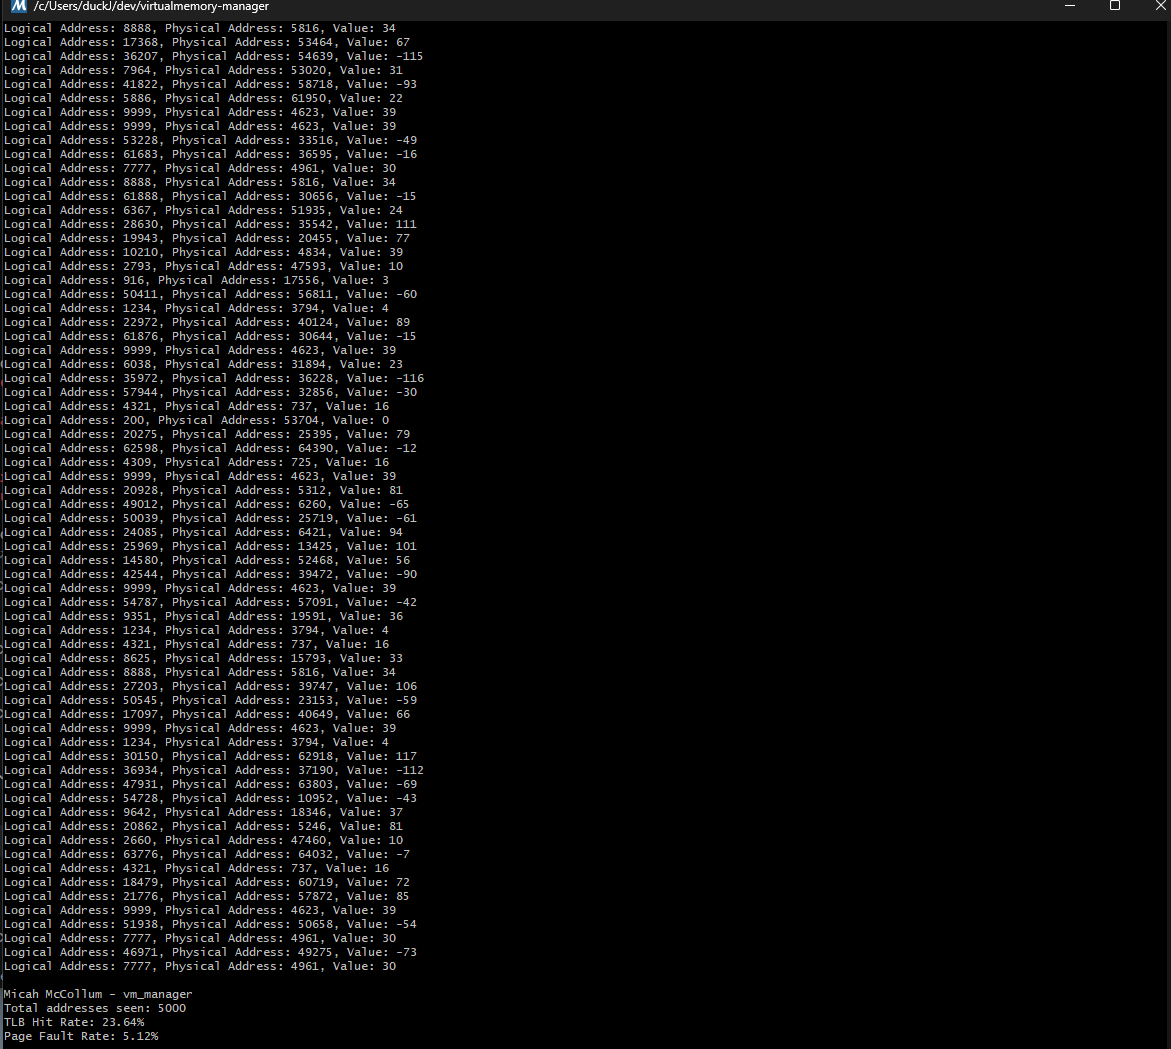 M /c/Users/duckJ/dev/virtualmemory-manager
Logical Address: 8888, Physical Address: 5816, Value: 34
Logical Address: 17368, Physical Address: 53464, Value: 67
Logical Address: 36207, Physical Address: 54639, Value: -115
Logical Address: 7964, Physical Address: 53020, Value: 31
Logical Address: 41822, Physical Address: 58718, Value: -93
Logical Address: 5886, Physical Address: 61950, Value: 22
Logical Address: 9999, Physical Address: 4623, Value: 39
Logical Address: 9999, Physical Address: 4623, Value: 39
Logical Address: 53228, Physical Address: 33516, Value: -49
Logical Address: 61683, Physical Address: 36595, Value: -16
Logical Address: 7777, Physical Address: 4961, Value: 30
Logical Address: 8888, Physical Address: 5816, Value: 34
Logical Address: 61888, Physical Address: 30656, Value: -15
Logical Address: 6367, Physical Address: 51935, Value: 24
Logical Address: 28630, Physical Address: 35542, Value: 111
Logical Address: 19943, Physical Address: 20455, Value: 77
Logical Address: 10210, Physical Address: 4834, Value: 39
Logical Address: 2793, Physical Address: 47593, Value: 10
Logical Address: 916, Physical Address: 17556, Value: 3
Logical Address: 50411, Physical Address: 56811, Value: -60
Logical Address: 1234, Physical Address: 3794, Value: 4
Logical Address: 22972, Physical Address: 40124, Value: 89
Logical Address: 61876, Physical Address: 30644, Value: -15
Logical Address: 9999, Physical Address: 4623, Value: 39
Logical Address: 6038, Physical Address: 31894, Value: 23
Logical Address: 35972, Physical Address: 36228, Value: -116
Logical Address: 57944, Physical Address: 32856, Value: -30
Logical Address: 4321, Physical Address: 737, Value: 16
Logical Address: 200, Physical Address: 53704, Value: 0
Logical Address: 20275, Physical Address: 25395, Value: 79
Logical Address: 62598, Physical Address: 64390, Value: -12
Logical Address: 4309, Physical Address: 725, Value: 16
Logical Address: 9999, Physical Address: 4623, Value: 39
Logical Address: 20928, Physical Address: 5312, Value: 81
Logical Address: 49012, Physical Address: 6260, Value: -65
Logical Address: 50039, Physical Address: 25719, Value: -61
Logical Address: 24085, Physical Address: 6421, Value: 94
Logical Address: 25969, Physical Address: 13425, Value: 101
Logical Address: 14580, Physical Address: 52468, Value: 56
Logical Address: 42544, Physical Address: 39472, Value: -90
Logical Address: 9999, Physical Address: 4623, Value: 39
Logical Address: 54787, Physical Address: 57091, Value: -42
Logical Address: 9351, Physical Address: 19591, Value: 36
Logical Address: 1234, Physical Address: 3794, Value: 4
Logical Address: 4321, Physical Address: 737, Value: 16
Logical Address: 8625, Physical Address: 15793, Value: 33
Logical Address: 8888, Physical Address: 5816, Value: 34
Logical Address: 27203, Physical Address: 39747, Value: 106
Logical Address: 50545, Physical Address: 23153, Value: -59
Logical Address: 17097, Physical Address: 40649, Value: 66
Logical Address: 9999, Physical Address: 4623, Value: 39
Logical Address: 1234, Physical Address: 3794, Value: 4
Logical Address: 30150, Physical Address: 62918, Value: 117
Logical Address: 36934, Physical Address: 37190, Value: -112
Logical Address: 47931, Physical Address: 63803, Value: -69
Logical Address: 54728, Physical Address: 10952, Value: -43
Logical Address: 9642, Physical Address: 18346, Value: 37
Logical Address: 20862, Physical Address: 5246, Value: 81
Logical Address: 2660, Physical Address: 47460, Value: 10
Logical Address: 63776, Physical Address: 64032, Value: -7
Logical Address: 4321, Physical Address: 737, Value: 16
Logical Address: 18479, Physical Address: 60719, Value: 72
Logical Address: 21776, Physical Address: 57872, Value: 85
Logical Address: 9999, Physical Address: 4623, Value: 39
Logical Address: 51938, Physical Address: 50658, Value: -54
Logical Address: 7777, Physical Address: 4961, Value: 30
Logical Address: 46971, Physical Address: 49275, Value: -73
Logical Address: 7777, Physical Address: 4961, Value: 30
Micah McCollum - vm_manager
Total addresses seen: 5000
TLB Hit Rate: 23.64%
Page Fault Rate: 5.12%